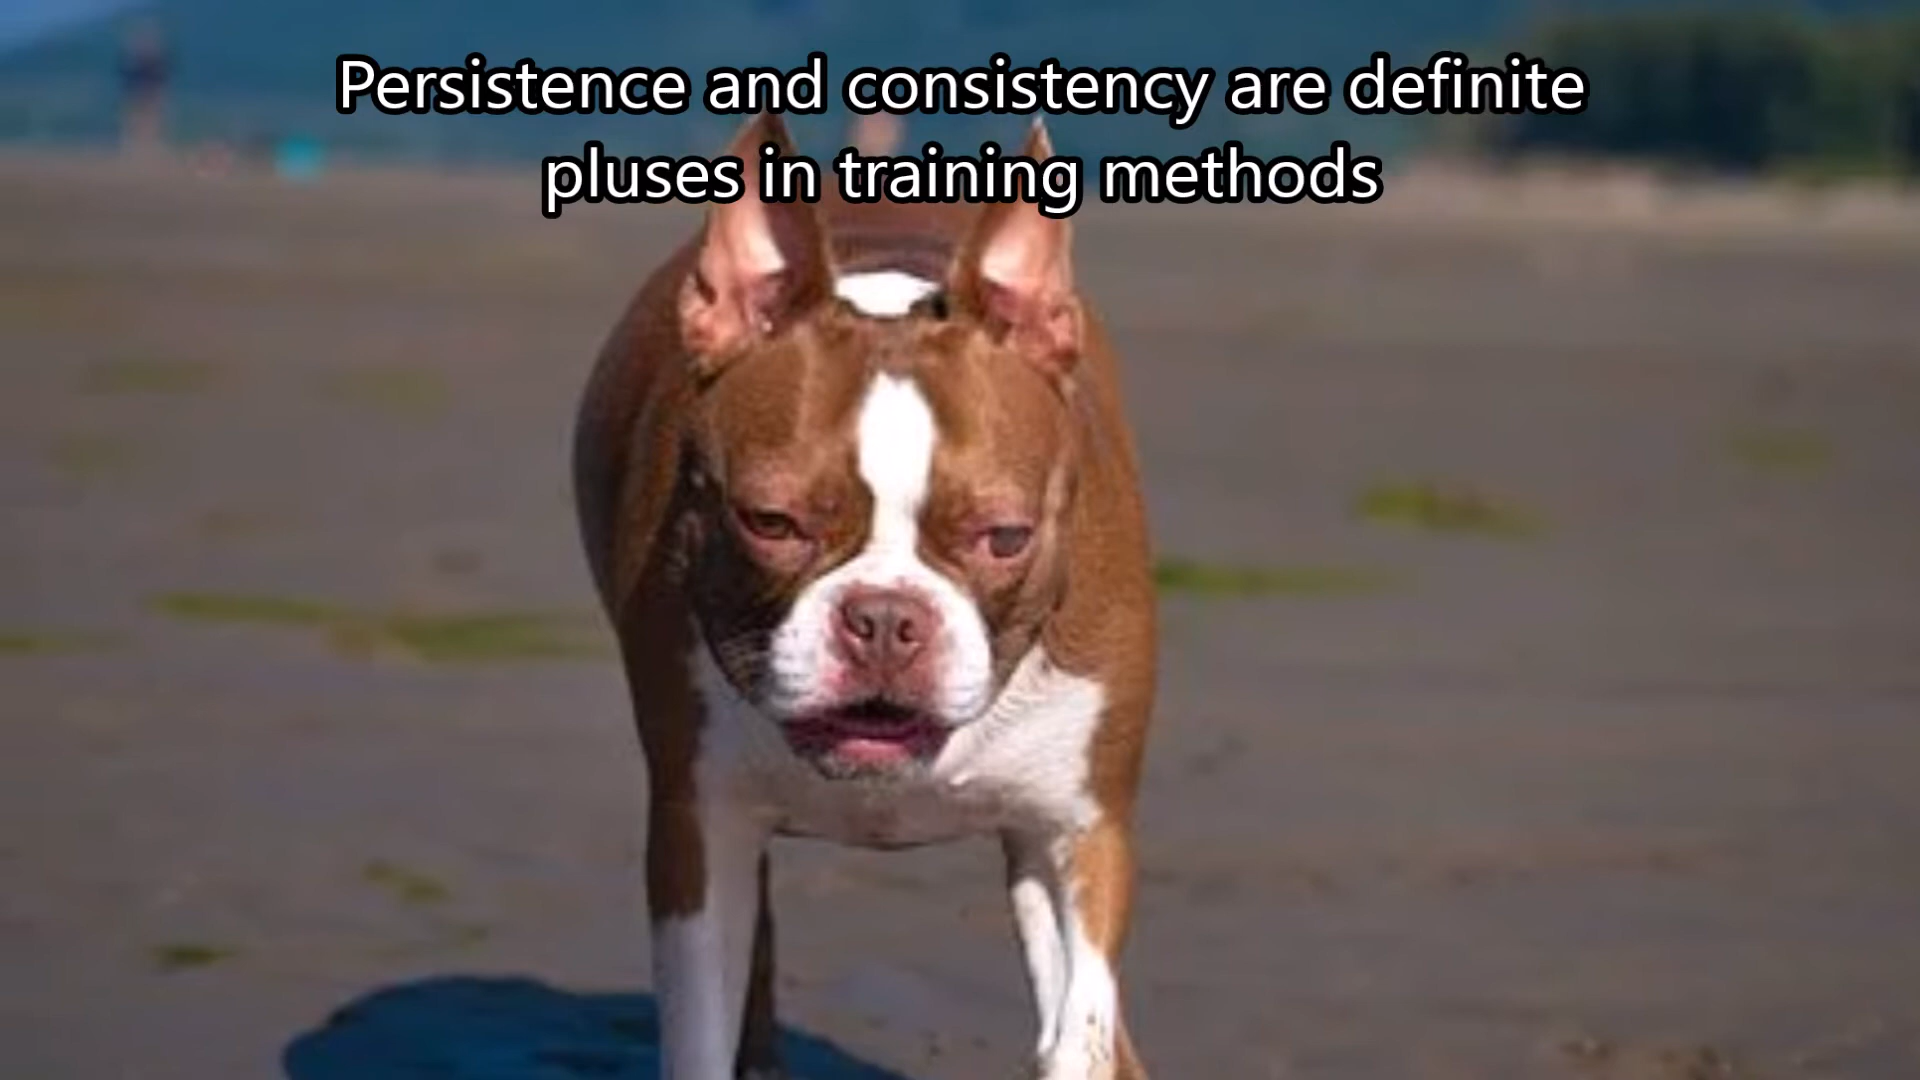 Persistence and consistency are definite
pluses in training methods